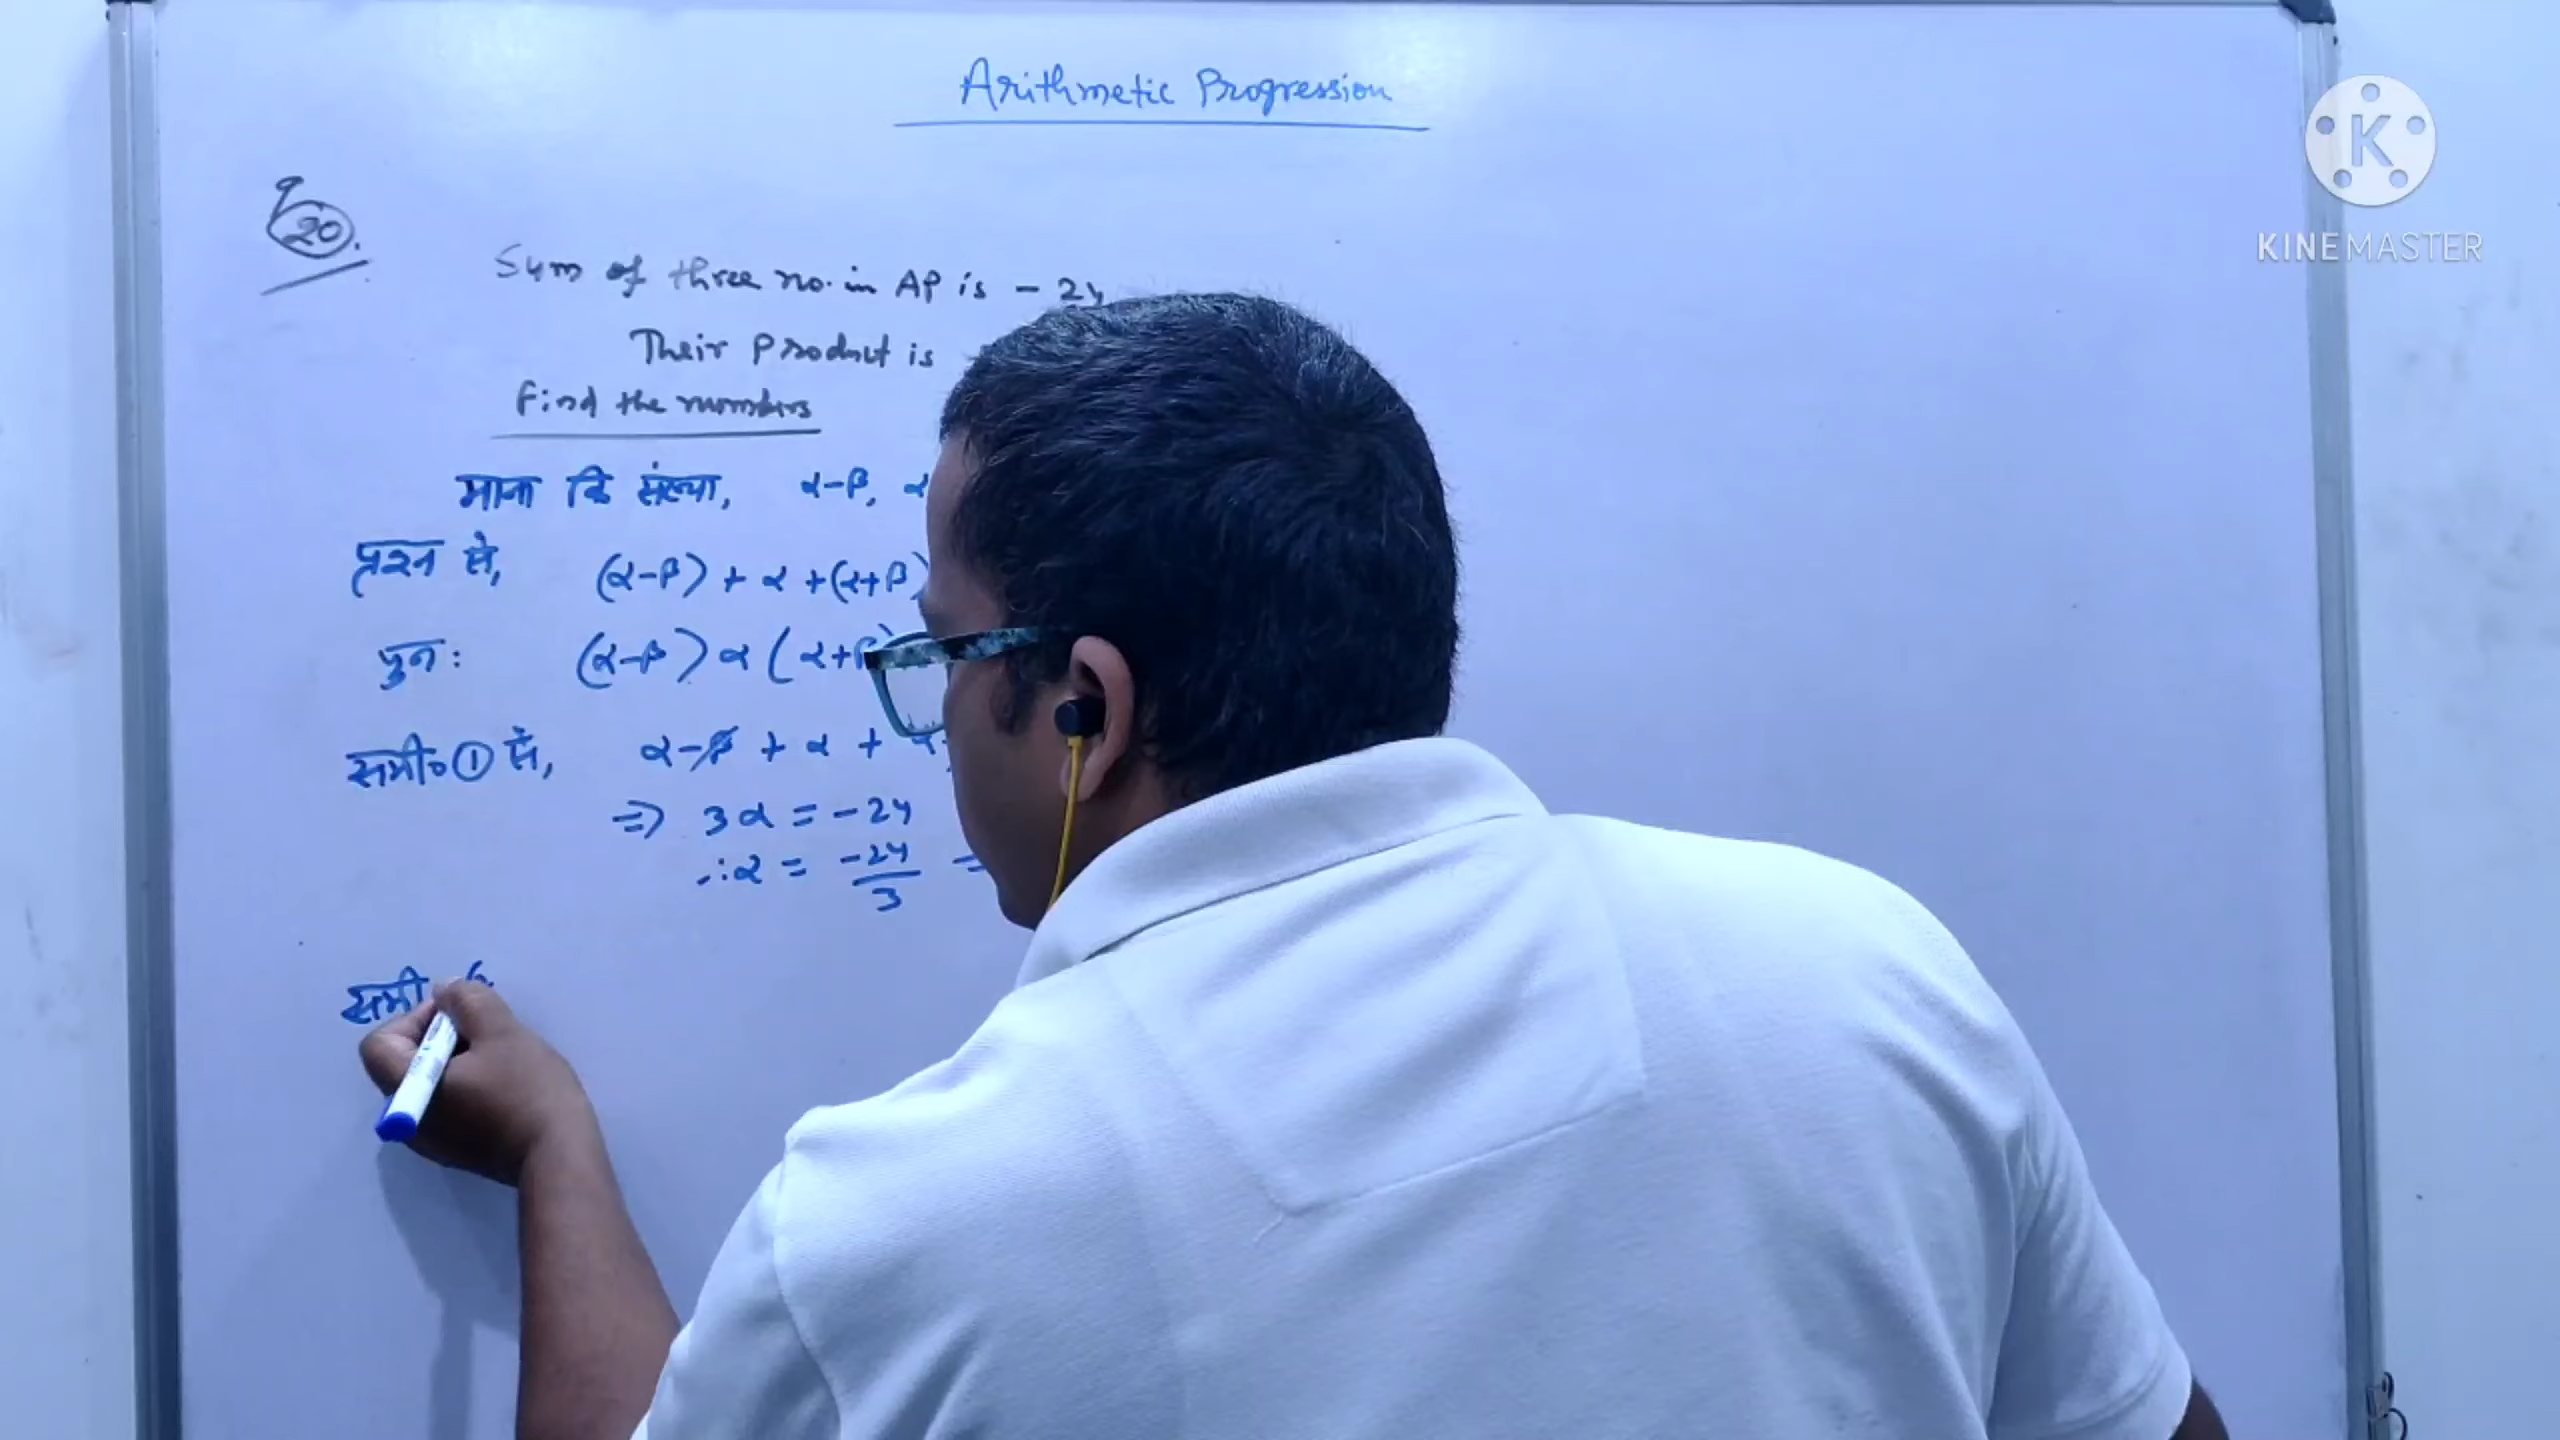 Arithmetic Progression
Q 20.
Sum of three no. in AP is - 24
Their Product is
Find the numbers
माना कि संख्या, α-β, α
प्रश्न से, (α-β) + α + (α+β)
पुनः (α-β) α (α+β)
समी० ① से, α-β + α + α
⇒ 3α = -24
∴ α = -24/3 =
समी
KINEMASTER